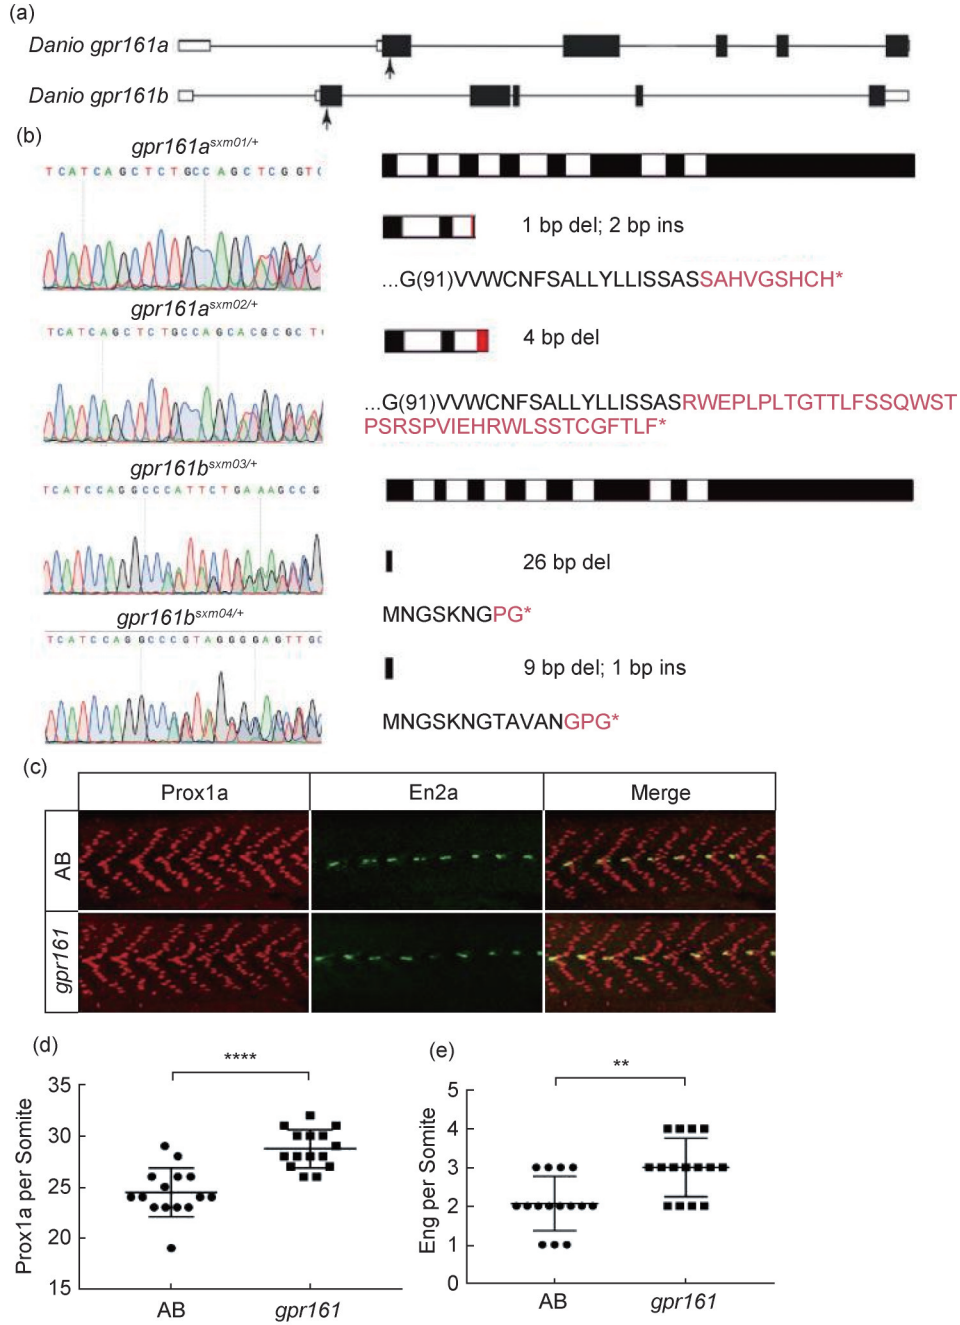 (a)
Danio gpr161a
Danio gpr161b
(b)
gpr161a^sxm01/+
TCATCAGCTCTGCCAGCTCGGTC
1 bp del; 2 bp ins
...G(91)VVWCNFSALLYLLISSASSAHVGSHCH*
gpr161a^sxm02/+
TCATCAGCTCTGCCAGCACGCGCT
4 bp del
...G(91)VVWCNFSALLYLLISSASRWEPLPLTGTTLFSSQWST
PSRSPVIEHRWLSSTCGFTLF*
gpr161b^sxm03/+
TCATCCAGGCCCATTCTGAAAGCCG
26 bp del
MNGSKNGPG*
gpr161b^sxm04/+
TCATCCAGGCCCGTAGGGGAGTTGC
9 bp del; 1 bp ins
MNGSKNGTAVANGPG*
(c)
Prox1a En2a Merge
AB
gpr161
(d)
****
Prox1a per Somite
35
30
25
20
15
AB gpr161
(e)
**
Eng per Somite
5
4
3
2
1
0
AB gpr161